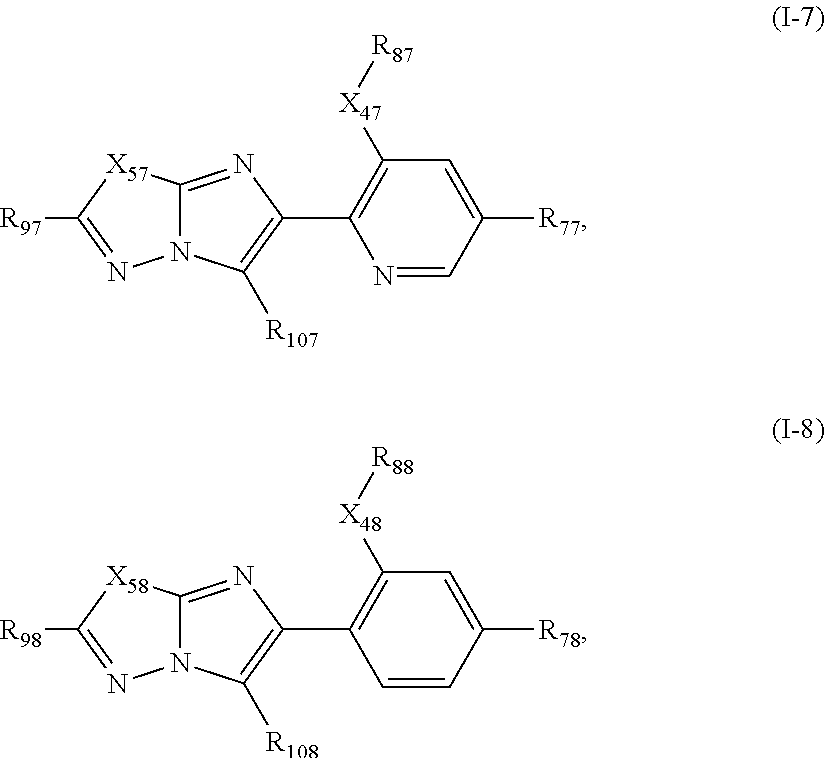 (I-7)
R87
X47
X57 N
R97 R77,
N N N
R107
(I-8)
R88
X48
X58 N
R98 R78,
N N
R108